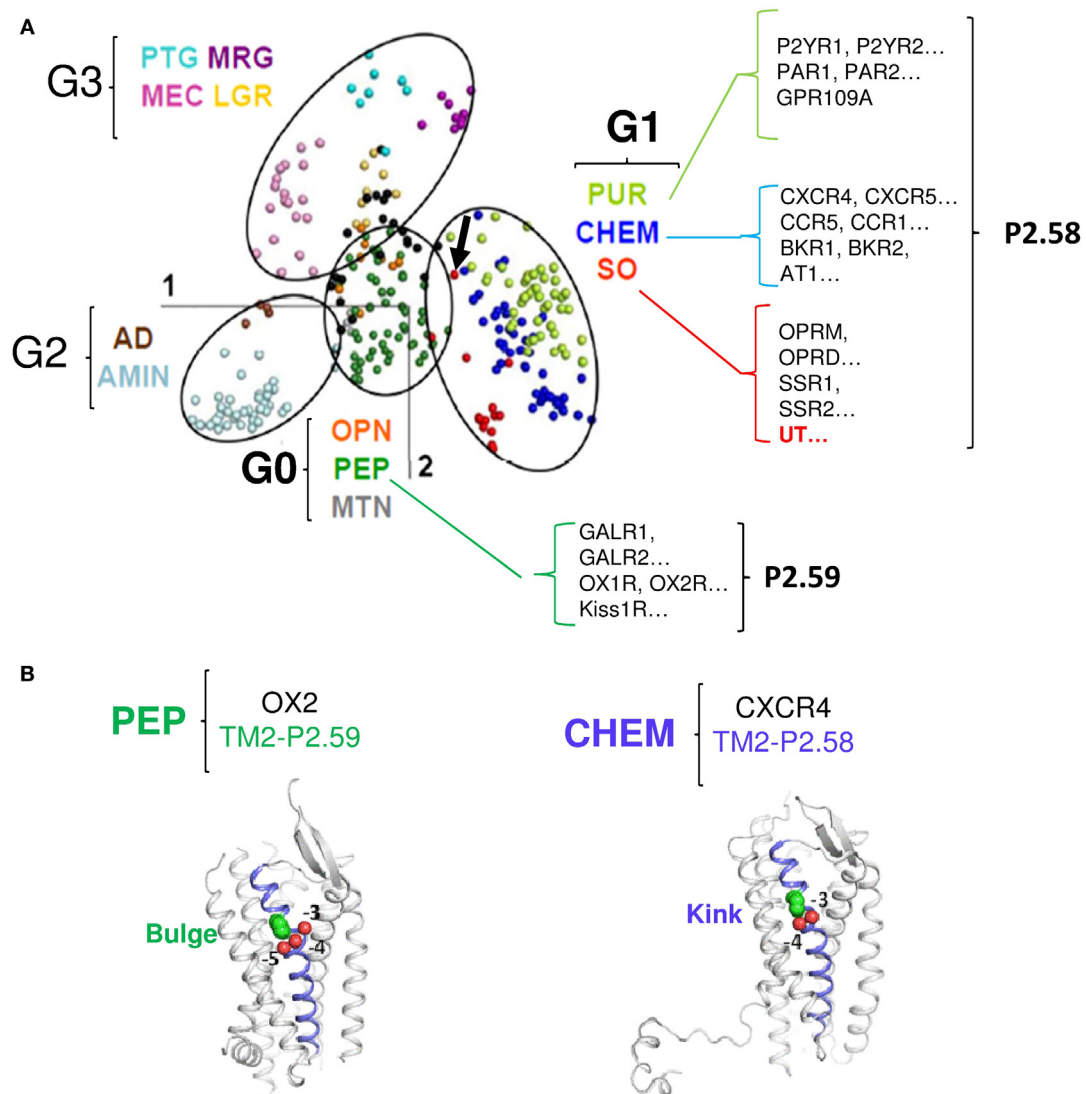 A
G3
PTG MRG
MEC LGR
G1
PUR
CHEM
SO
P2YR1, P2YR2…
PAR1, PAR2…
GPR109A
CXCR4, CXCR5…
CCR5, CCR1…
BKR1, BKR2,
AT1…
OPRM,
OPRD…
SSR1,
SSR2…
UT…
P2.58
1
2
G2
AD
AMIN
G0
OPN
PEP
MTN
GALR1,
GALR2…
OX1R, OX2R…
Kiss1R…
P2.59
B
PEP
OX2
TM2-P2.59
Bulge
-3
-4
-5
CHEM
CXCR4
TM2-P2.58
Kink
-3
-4